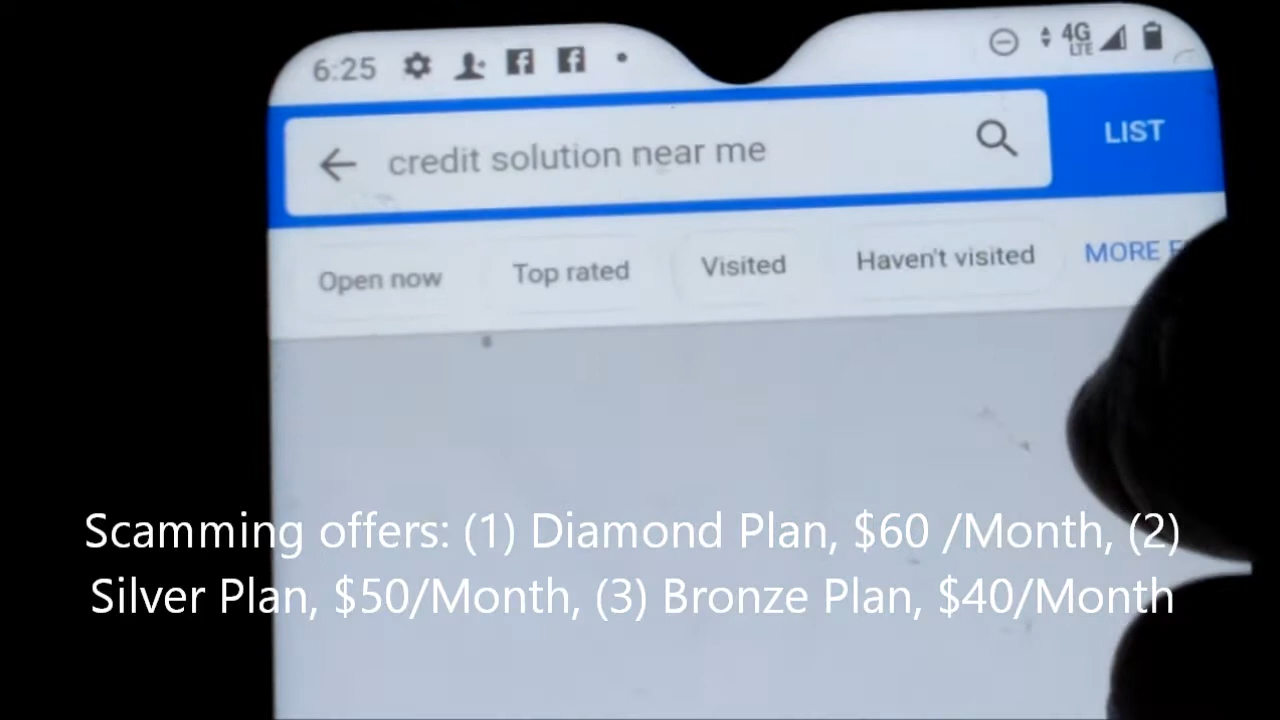 6:25
4G
LTE
credit solution near me
LIST
Open now
Top rated
Visited
Haven't visited
MORE
Scamming offers: (1) Diamond Plan, $60 /Month, (2)
Silver Plan, $50/Month, (3) Bronze Plan, $40/Month